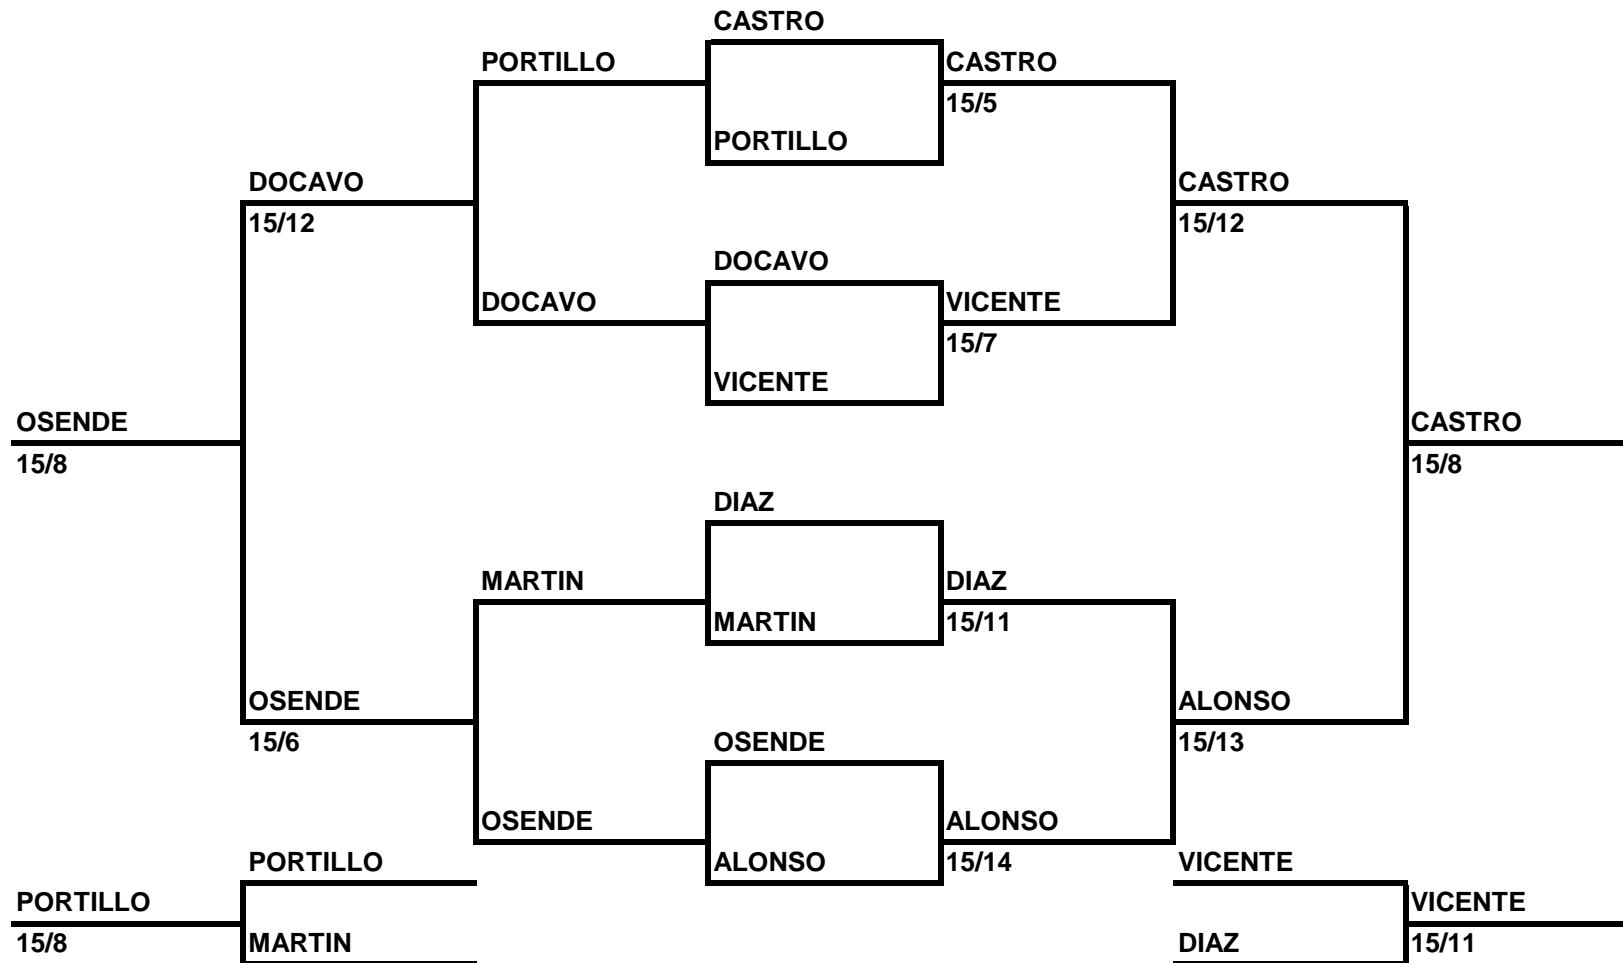 CASTRO
PORTILLO
CASTRO
15/5
PORTILLO
DOCAVO
CASTRO
15/12
15/12
DOCAVO
DOCAVO
VICENTE
15/7
VICENTE
OSENDE
CASTRO
15/8
15/8
DIAZ
MARTIN
DIAZ
MARTIN
15/11
OSENDE
ALONSO
15/6
OSENDE
15/13
OSENDE
ALONSO
PORTILLO
ALONSO
15/14
VICENTE
PORTILLO
VICENTE
15/8
MARTIN
DIAZ
15/11